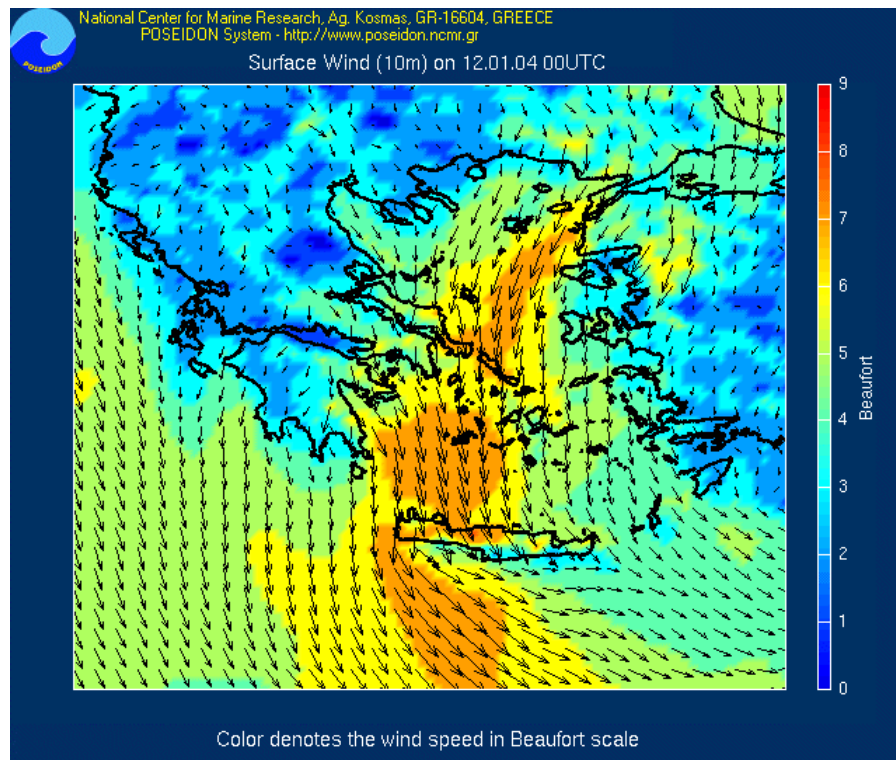 National Center for Marine Research, Ag. Kosmas, GR-16604, GREECE
POSEIDON System - http://www.poseidon.ncmr.gr
POSEIDON
Surface Wind (10m) on 12.01.04 00UTC
9
8
7
6
5
4
3
2
1
0
Beaufort
Color denotes the wind speed in Beaufort scale